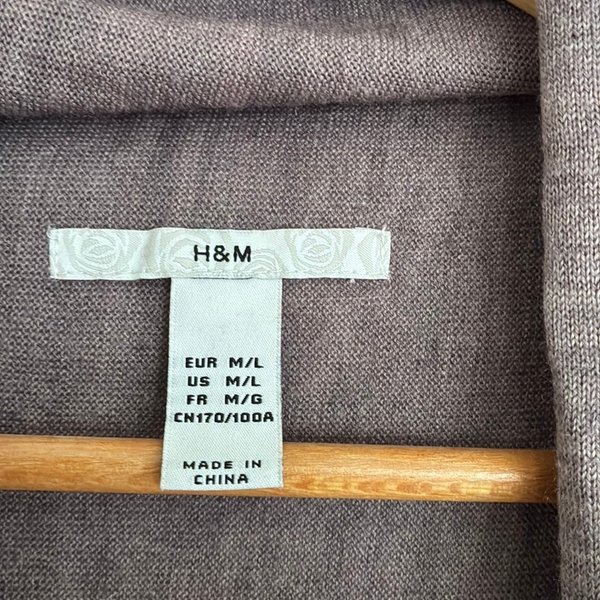 H&M
EUR M/L
US M/L
FR M/G
CN170/100A
MADE IN
CHINA